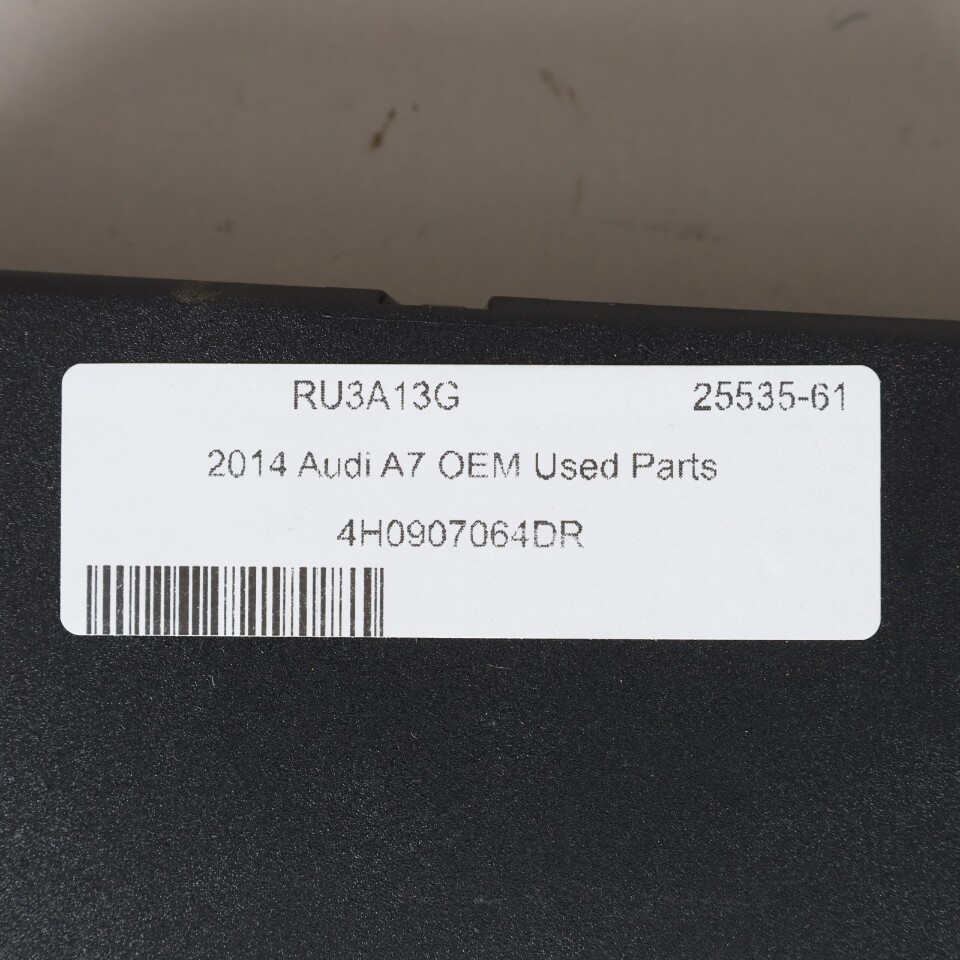 RU3A13G 25535-61
2014 Audi A7 OEM Used Parts
4H0907064DR